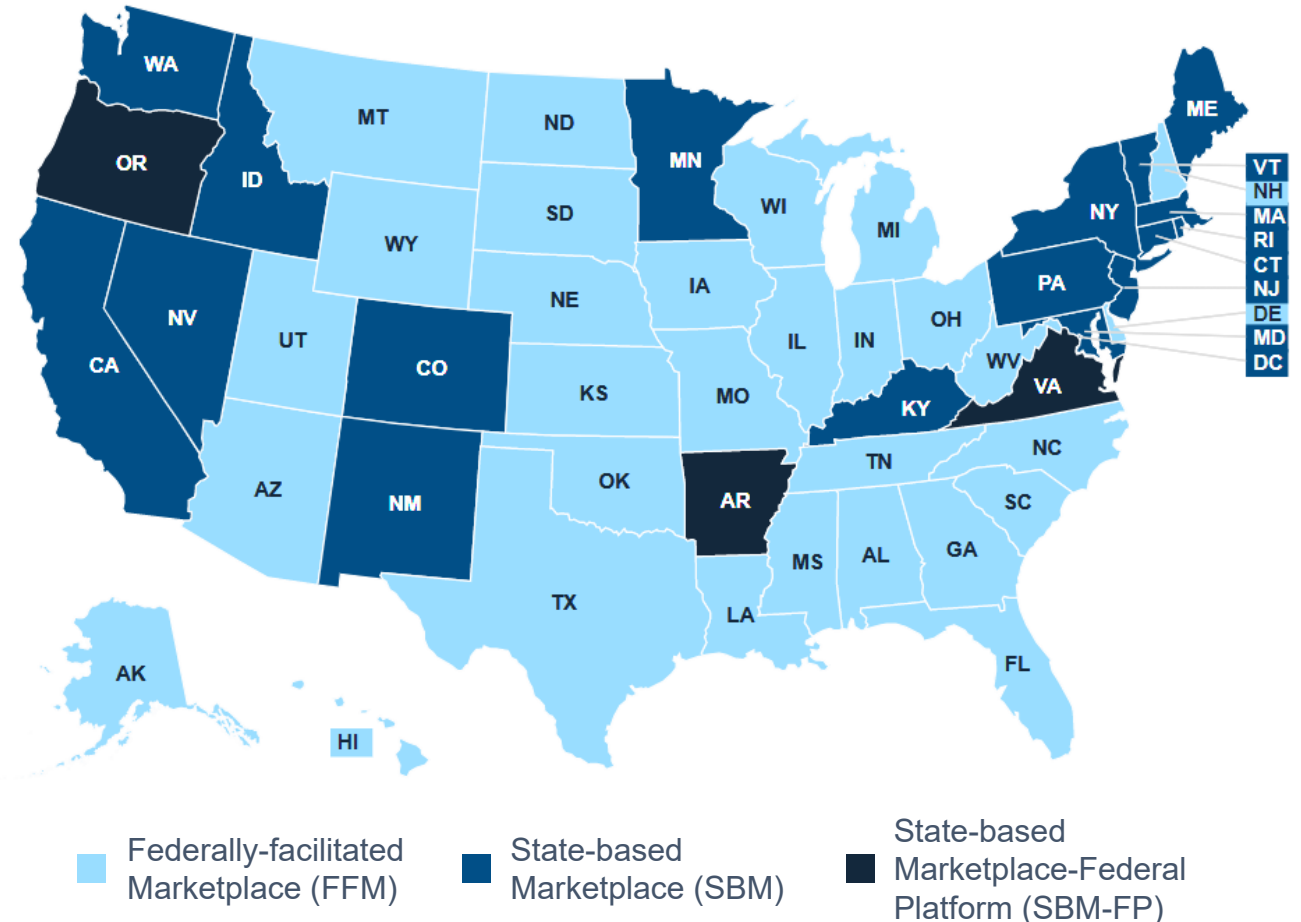 WA
ME
MT
ND
OR
MN
VT
ID
NH
WI
SD
NY
MA
MI
WY
RI
CT
PA
NJ
IA
NE
DE
NV
OH
MD
UT
IL
IN
DC
CA
CO
WV
VA
KS
MO
KY
NC
TN
OK
AZ
AR
SC
NM
GA
AL
MS
TX
LA
FL
AK
HI
Federally-facilitated
Marketplace (FFM)
State-based
Marketplace (SBM)
State-based
Marketplace-Federal
Platform (SBM-FP)